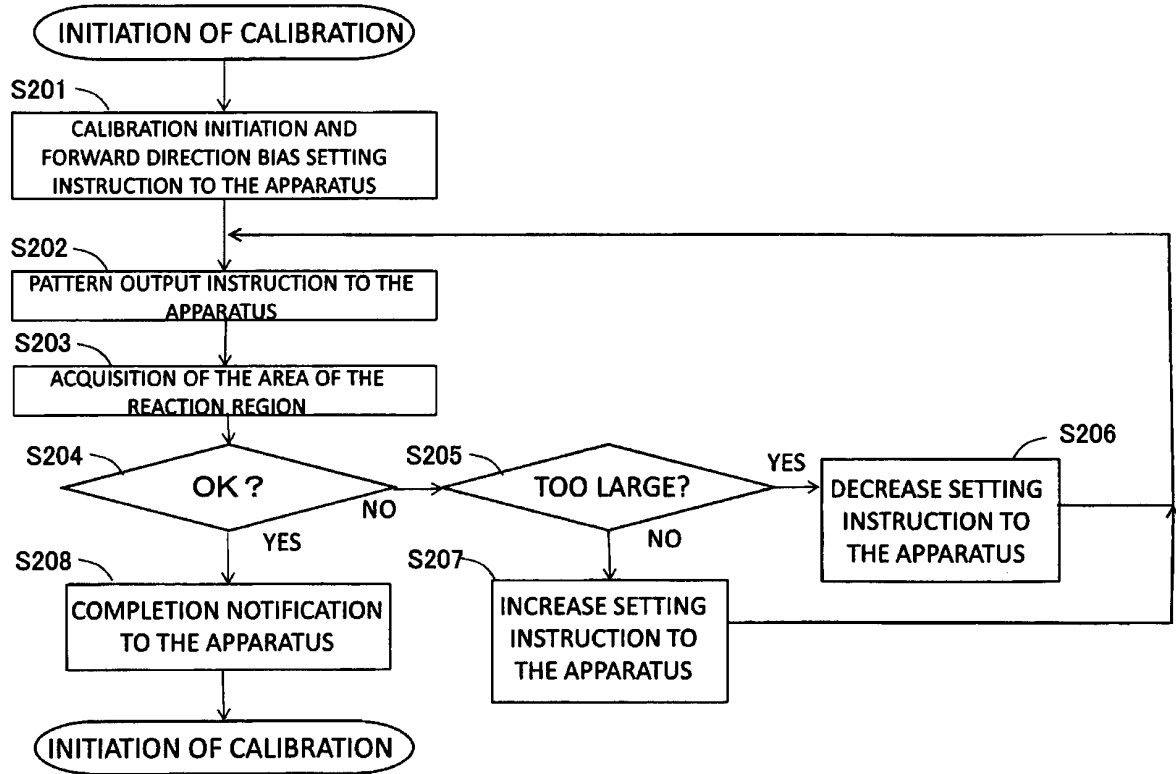 INITIATION OF CALIBRATION
S201
CALIBRATION INITIATION AND
FORWARD DIRECTION BIAS SETTING
INSTRUCTION TO THE APPARATUS
S202
PATTERN OUTPUT INSTRUCTION TO THE
APPARATUS
S203
ACQUISITION OF THE AREA OF THE
REACTION REGION
S204
OK?
NO
YES
S205
TOO LARGE?
YES
NO
S206
DECREASE SETTING
INSTRUCTION TO
THE APPARATUS
S207
INCREASE SETTING
INSTRUCTION TO
THE APPARATUS
S208
COMPLETION NOTIFICATION
TO THE APPARATUS
INITIATION OF CALIBRATION